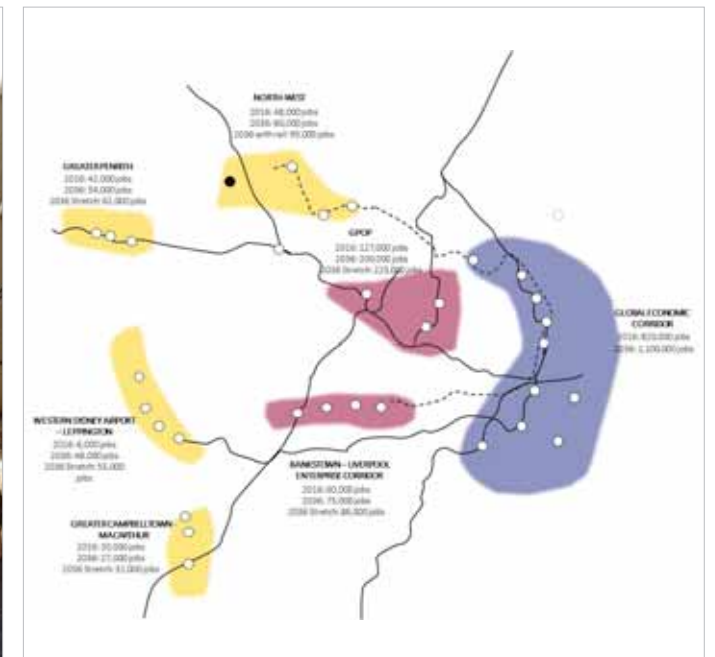 NORTH WEST
2016: 48,000 jobs
2036: 80,000 jobs
2036 with rail: 95,000 jobs
GREATER PENRITH
2016: 42,000 jobs
2036: 54,000 jobs
2036 Stretch: 62,000 jobs
GPOP
2016: 127,000 jobs
2036: 200,000 jobs
2036 Stretch: 225,000 jobs
GLOBAL ECONOMIC
CORRIDOR
2016: 820,000 jobs
2036: 1,100,000 jobs
WESTERN SIDNEY AIRPORT
– LEPPINGTON
2016: 6,000 jobs
2036: 48,000 jobs
2036 Stretch: 55,000
jobs
BANKSTOWN – LIVERPOOL
ENTERPRISE CORRIDOR
2016: 60,000 jobs
2036: 75,000 jobs
2036 Stretch: 86,000 jobs
GREATER CAMPBELLTOWN
MACARTHUR
jobs
2036: 27,000 jobs
2036 Stretch: 31,000 jobs